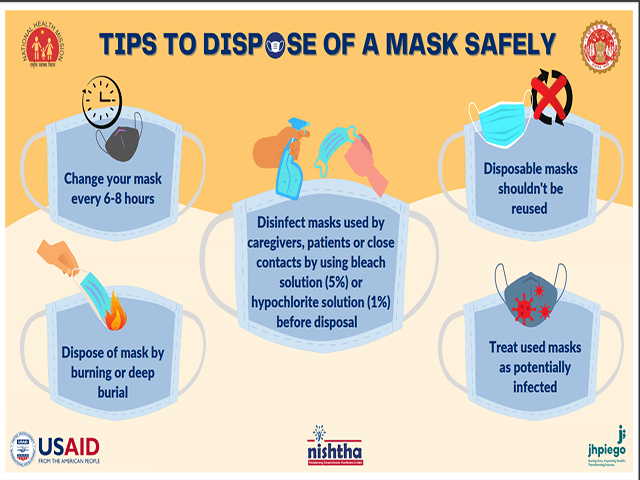 TIPS TO DISPOSE OF A MASK SAFELY
NATIONAL HEALTH MISSION
Change your mask
every 6-8 hours
Disinfect masks used by
caregivers, patients or close
contacts by using bleach
solution (5%) or
hypochlorite solution (1%)
before disposal
Disposable masks
shouldn't be
reused
Dispose of mask by
burning or deep
burial
Treat used masks
as potentially
infected
USAID
FROM THE AMERICAN PEOPLE
nishtha
jhpiego